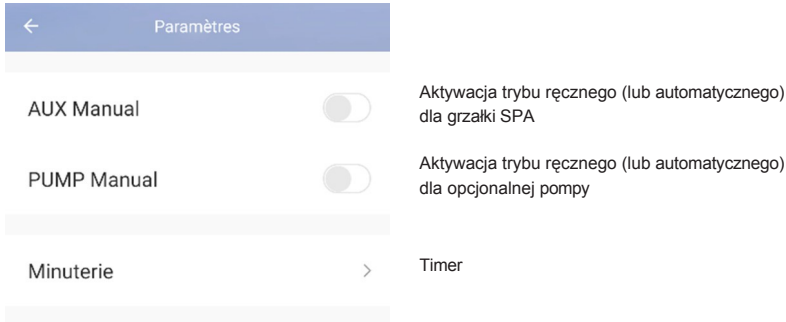 Paramètres
AUX Manual
Aktywacja trybu ręcznego (lub automatycznego)
dla grzałki SPA
PUMP Manual
Aktywacja trybu ręcznego (lub automatycznego)
dla opcjonalnej pompy
Minuterie
Timer